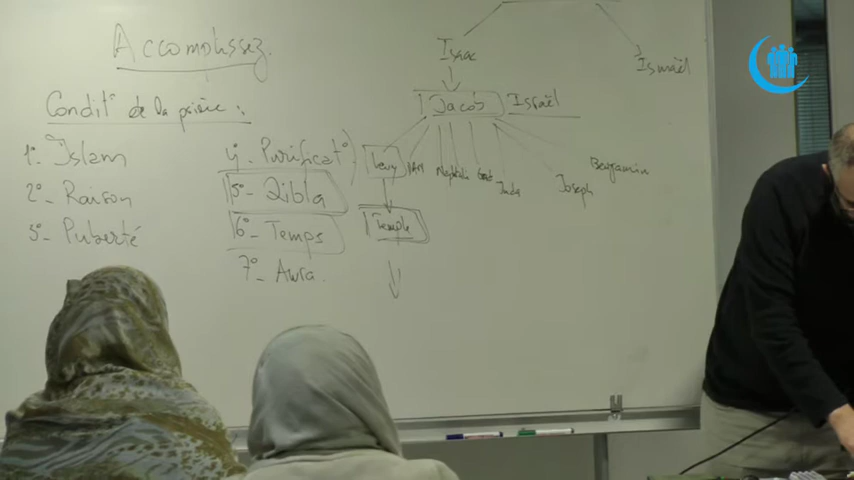 Accomplissez.
Condit° de la prière :
1°. Islam
2°- Raison
3°- Puberté
4. Purificat°
5°- Qibla
6°- Temps
7°- Awra.
Isaac
Ismaël
Jacob Israël
Levy
Nephtali
Gad
Juda
Joseph
Benjamin
Temple